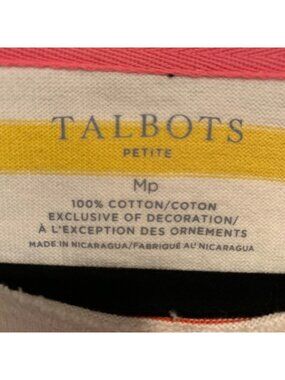 TALBOTS
PETITE
Mp
100% COTTON/COTON
EXCLUSIVE OF DECORATION/
À L'EXCEPTION DES ORNEMENTS
MADE IN NICARAGUA/FABRIQUÉ AU NICARAGUA